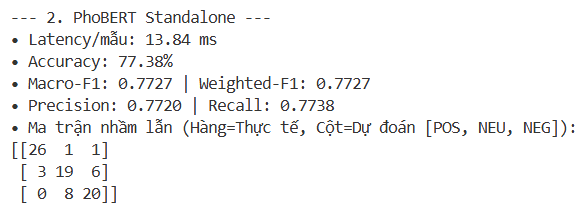 --- 2. PhoBERT Standalone ---
• Latency/mẫu: 13.84 ms
• Accuracy: 77.38%
• Macro-F1: 0.7727 | Weighted-F1: 0.7727
• Precision: 0.7720 | Recall: 0.7738
• Ma trận nhầm lẫn (Hàng=Thực tế, Cột=Dự đoán [POS, NEU, NEG]):
[[26  1  1]
 [ 3 19  6]
 [ 0  8 20]]